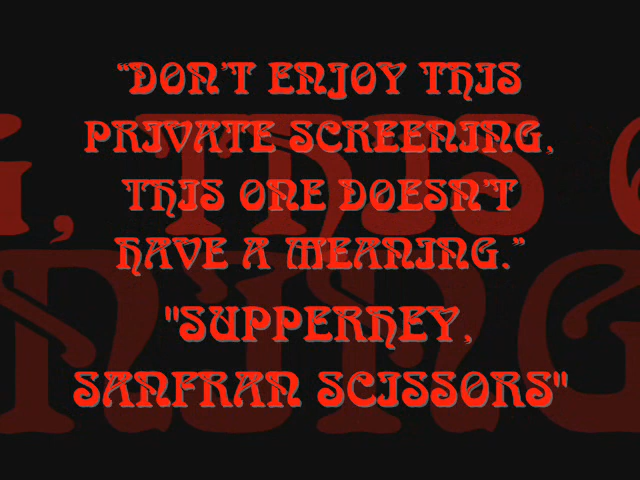 “DON’T ENJOY THIS
PRIVATE SCREENING,
THIS ONE DOESN’T
HAVE A MEANING.”
"SUPPERHEY,
SANFRAN SCISSORS"